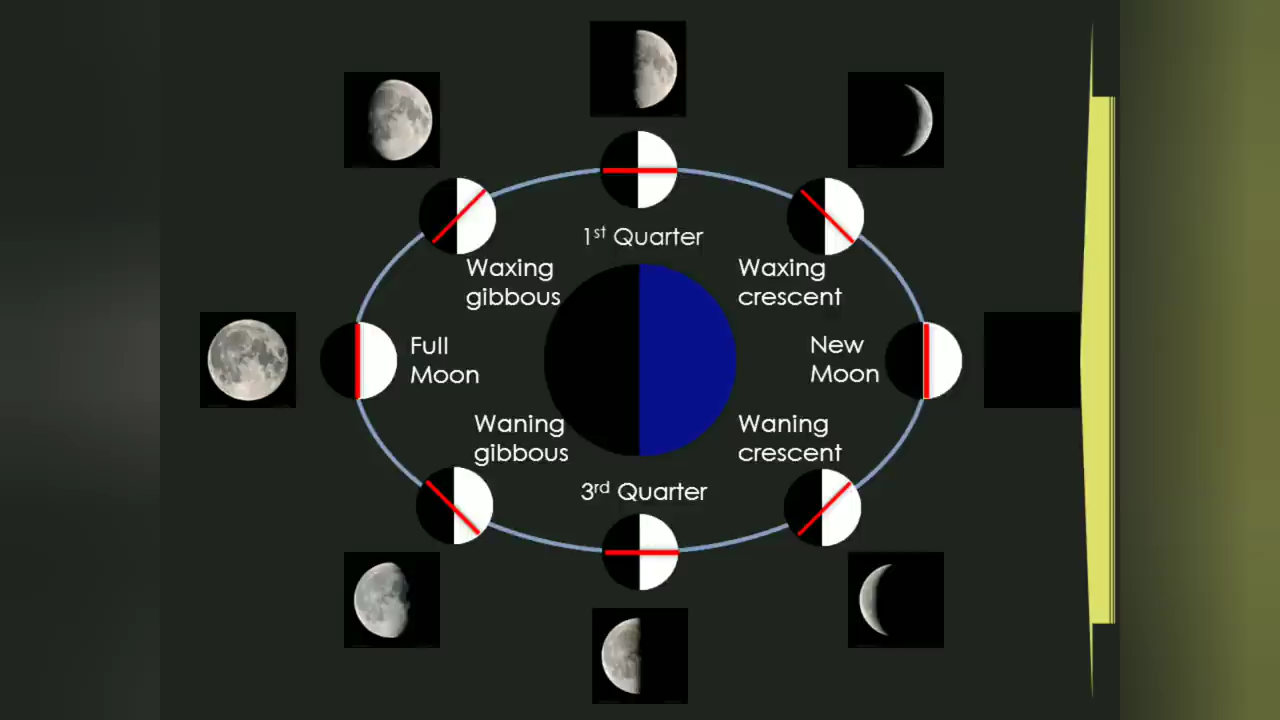 1st Quarter
Waxing
gibbous
Waxing
crescent
Full
Moon
New
Moon
Waning
gibbous
Waning
crescent
3rd Quarter